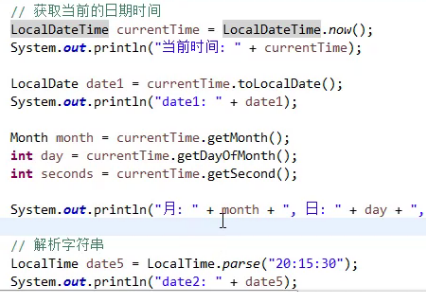 // 获取当前的日期时间
LocalDateTime currentTime = LocalDateTime.now();
System.out.println("当前时间: " + currentTime);
LocalDate date1 = currentTime.toLocalDate();
System.out.println("date1: " + date1);
Month month = currentTime.getMonth();
int day = currentTime.getDayOfMonth();
int seconds = currentTime.getSecond();
System.out.println("月: " + month + ", 日: " + day + ",
// 解析字符串
LocalTime date5 = LocalTime.parse("20:15:30");
System.out.println("date2: " + date5);